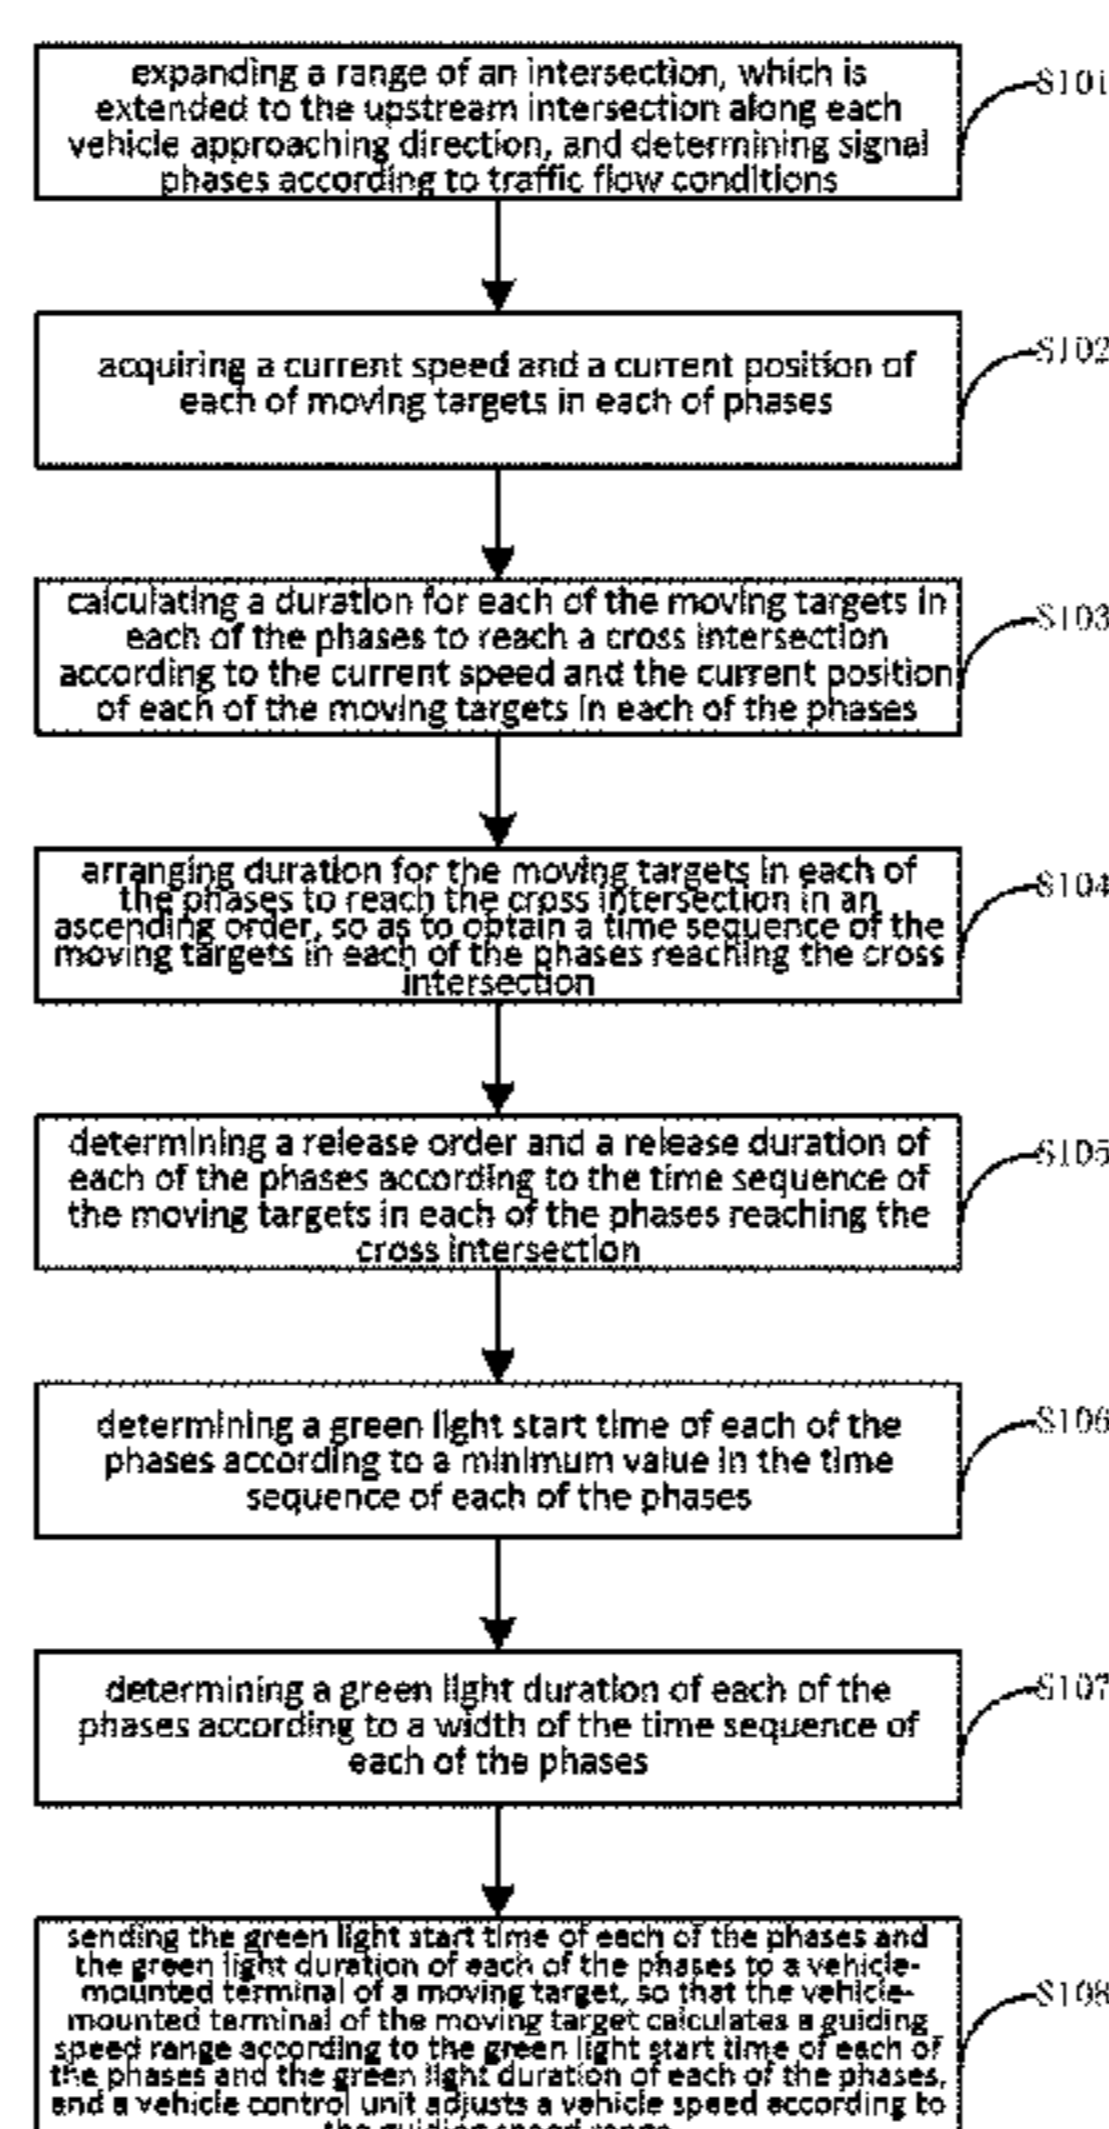 expanding a range of an intersection, which is
extended to the upstream intersection along each
vehicle approaching direction, and determining signal
phases according to traffic flow conditions
S101
acquiring a current speed and a current position of
each of moving targets in each of phases
S102
calculating a duration for each of the moving targets in
each of the phases to reach a cross intersection
according to the current speed and the current position
of each of the moving targets in each of the phases
S103
arranging duration for the moving targets in each of
the phases to reach the cross intersection in an
ascending order, so as to obtain a time sequence of the
moving targets in each of the phases reaching the cross
intersection
S104
determining a release order and a release duration of
each of the phases according to the time sequence of
the moving targets in each of the phases reaching the
cross intersection
S105
determining a green light start time of each of the
phases according to a minimum value in the time
sequence of each of the phases
S106
determining a green light duration of each of the
phases according to a width of the time sequence of
each of the phases
S107
sending the green light start time of each of the phases and
the green light duration of each of the phases to a vehicle-
mounted terminal of a moving target, so that the vehicle-
mounted terminal of the moving target calculates a guiding
speed range according to the green light start time of each of
the phases and the green light duration of each of the phases,
and a vehicle control unit adjusts a vehicle speed according to
the guiding speed range
S108